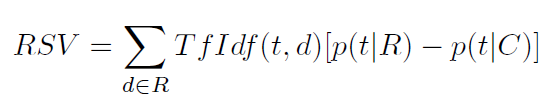 RSV = ∑_{d∈R} TfIdf(t, d)[p(t|R) − p(t|C)]